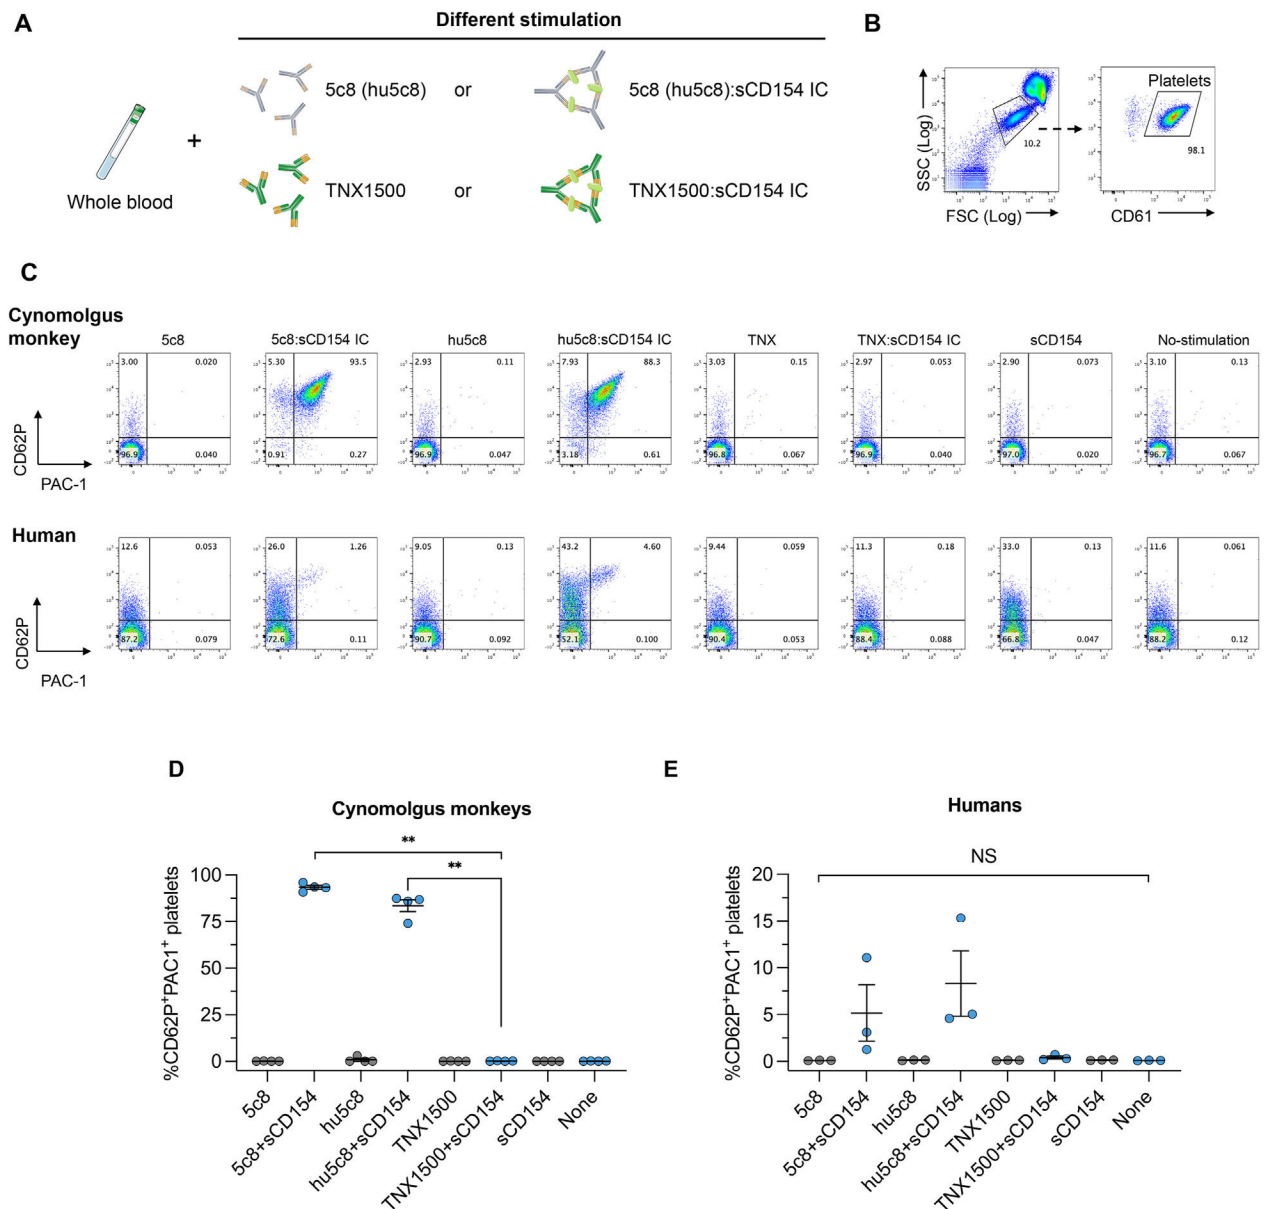 A
Different stimulation
5c8 (hu5c8) or 5c8 (hu5c8):sCD154 IC
+
Whole blood
TNX1500 or TNX1500:sCD154 IC
B
Platelets
10.2
98.1
SSC (Log)
FSC (Log)
CD61
C
Cynomolgus
monkey
5c8 5c8:sCD154 IC hu5c8 hu5c8:sCD154 IC TNX TNX:sCD154 IC sCD154 No-stimulation
3.00 0.020 5.30 93.5 2.93 0.11 7.93 88.3 3.03 0.15 2.97 0.053 2.90 0.073 3.10 0.13
96.9 0.040 0.91 0.27 96.9 0.047 3.18 0.61 96.8 0.067 96.9 0.040 97.0 0.020 96.7 0.067
CD62P
PAC-1
Human
12.6 0.053 26.0 1.26 9.05 0.13 43.2 4.60 9.44 0.059 11.3 0.18 33.0 0.13 11.6 0.061
87.2 0.079 72.6 0.11 90.7 0.092 52.1 0.100 90.4 0.053 88.4 0.088 66.8 0.047 88.2 0.12
CD62P
PAC-1
D
Cynomolgus monkeys
**
**
%CD62P+PAC1+ platelets
100
75
50
25
0
5c8
5c8+sCD154
hu5c8
hu5c8+sCD154
TNX1500
TNX1500+sCD154
sCD154
None
E
Humans
NS
%CD62P+PAC1+ platelets
20
15
10
5
0
5c8
5c8+sCD154
hu5c8
hu5c8+sCD154
TNX1500
TNX1500+sCD154
sCD154
None